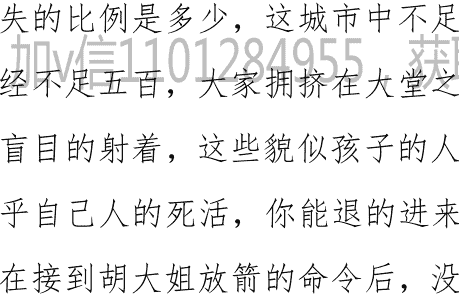 失的比例是多少，这城市中不足
加v信1101284955，获
经不足五百，大家拥挤在大堂之
盲目的射着，这些貌似孩子的人
乎自己人的死活，你能退的进来
在接到胡大姐放箭的命令后，没